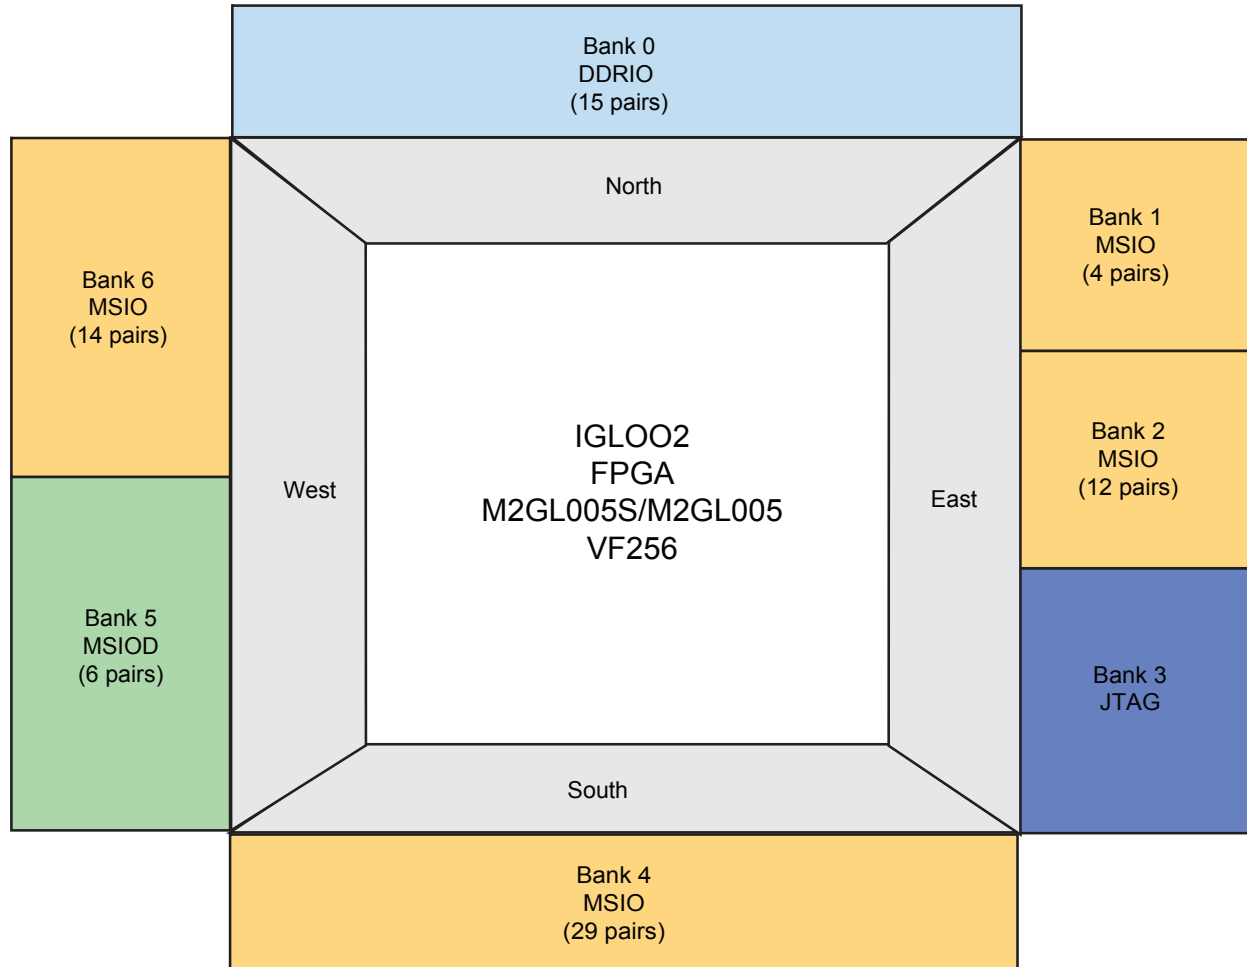 Bank 0
DDRIO
(15 pairs)
North
Bank 1
MSIO
(4 pairs)
Bank 6
MSIO
(14 pairs)
IGLOO2
FPGA
M2GL005S/M2GL005
VF256
West
East
Bank 2
MSIO
(12 pairs)
Bank 5
MSIOD
(6 pairs)
Bank 3
JTAG
South
Bank 4
MSIO
(29 pairs)